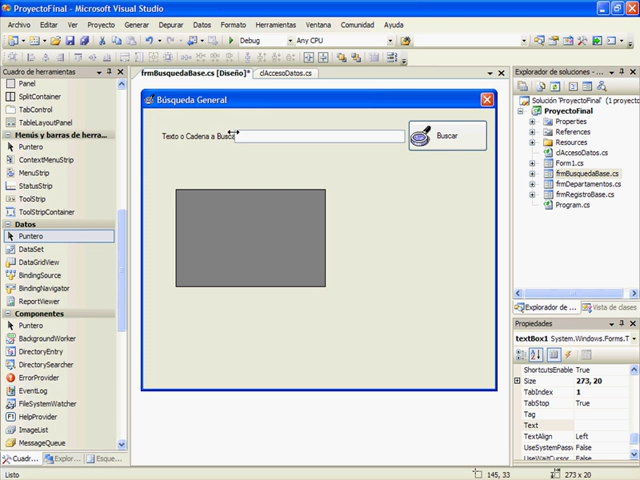 ProyectoFinal - Microsoft Visual Studio
Archivo Editar Ver Proyecto Generar Depurar Datos Formato Herramientas Ventana Comunidad Ayuda
Debug Any CPU
Cuadro de herramientas
Panel
SplitContainer
TabControl
TableLayoutPanel
Menús y barras de herra...
Puntero
ContextMenuStrip
MenuStrip
StatusStrip
ToolStrip
ToolStripContainer
Datos
Puntero
DataSet
DataGridView
BindingSource
BindingNavigator
ReportViewer
Componentes
Puntero
BackgroundWorker
DirectoryEntry
DirectorySearcher
ErrorProvider
EventLog
FileSystemWatcher
HelpProvider
ImageList
MessageQueue
Cuadr... Explor... Esque...
frmBusquedaBase.cs [Diseño]* clAccesoDatos.cs
Búsqueda General
Texto o Cadena a Busca
Buscar
Explorador de soluciones - ...
Solución 'ProyectoFinal' (1 proyect
ProyectoFinal
Properties
References
Resources
clAccesoDatos.cs
Form1.cs
frmBusquedaBase.cs
frmDepartamentos.cs
frmRegistroBase.cs
Program.cs
Explorador de ... Vista de clases
Propiedades
textBox1 System.Windows.Forms.T
ShortcutsEnable True
Size 273, 20
TabIndex 1
TabStop True
Tag
Text
TextAlign Left
UseSystemPassw False
UseWaitCursor False
Listo 145, 33 273 x 20